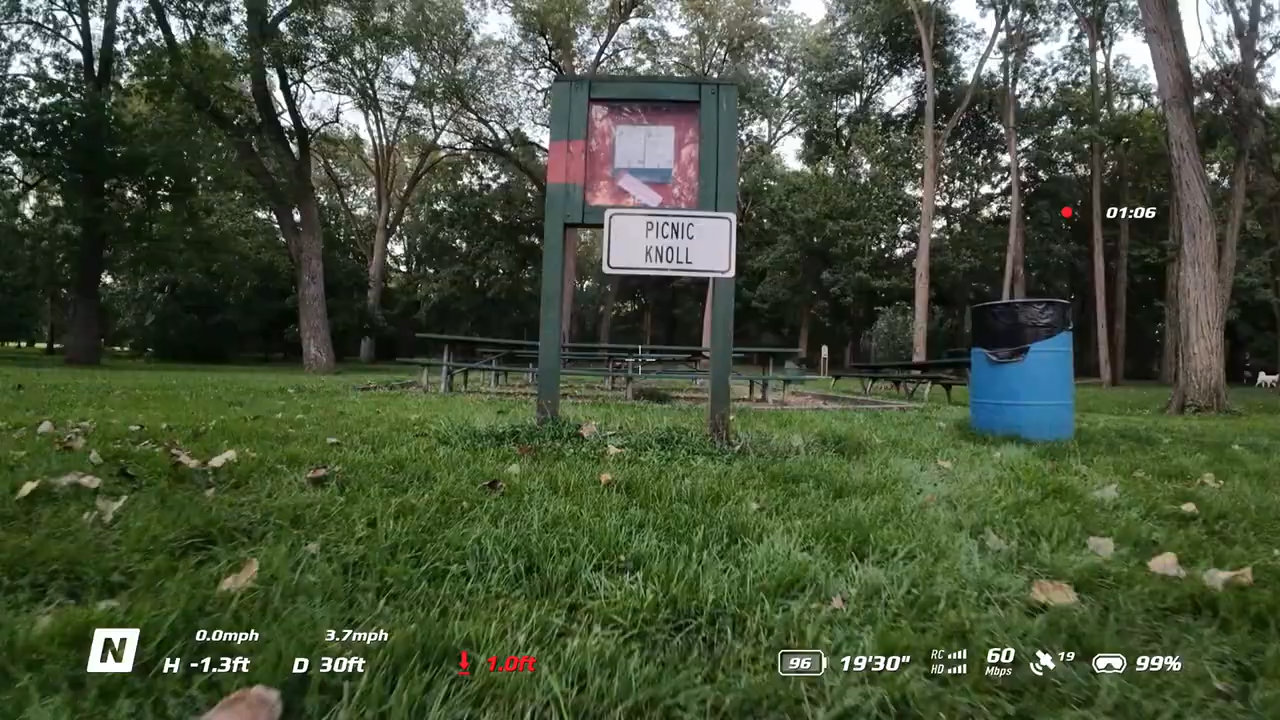 PICNIC
KNOLL
01:06
N
0.0mph 3.7mph
H -1.3ft D 30ft 1.0ft
96 19'30" RC HD 60 Mbps 19 99%